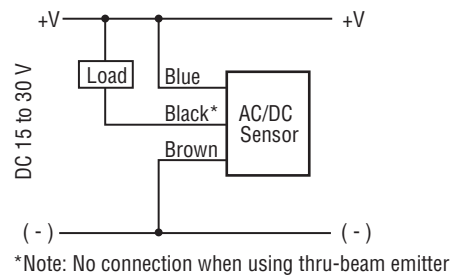 +V +V
Load
Blue
Black*
Brown
AC/DC
Sensor
DC 15 to 30 V
(-) (-)
*Note: No connection when using thru-beam emitter